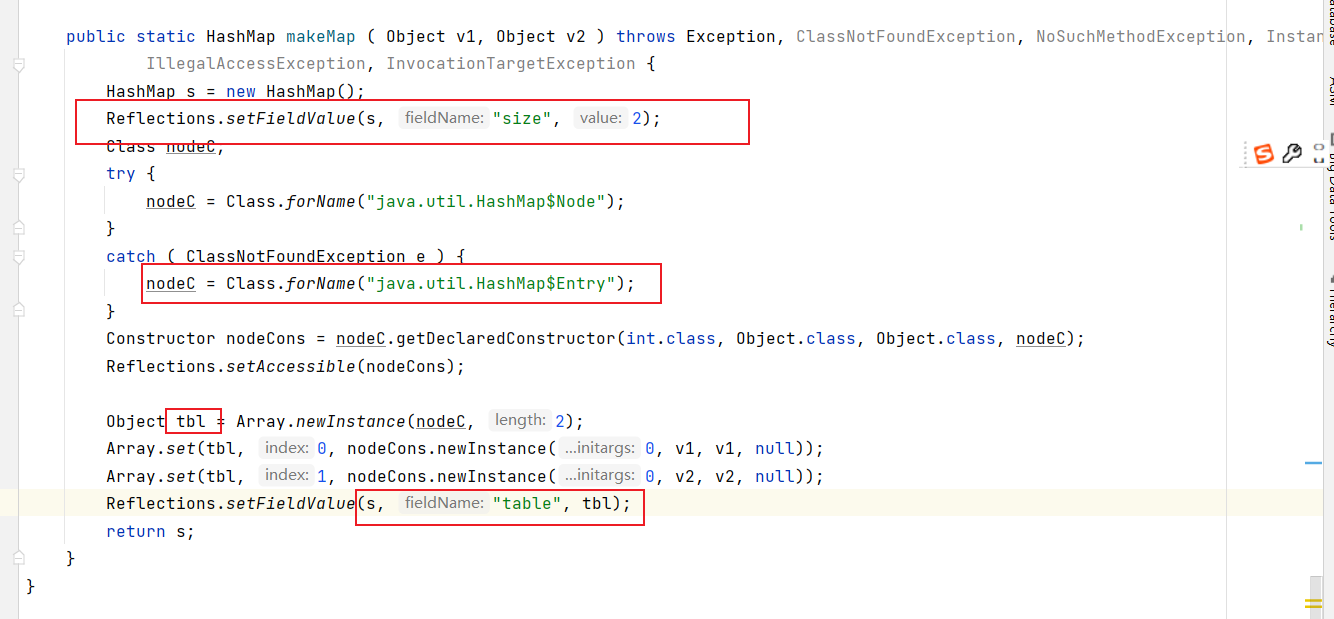 public static HashMap makeMap ( Object v1, Object v2 ) throws Exception, ClassNotFoundException, NoSuchMethodException, Instan
IllegalAccessException, InvocationTargetException {
HashMap s = new HashMap();
Reflections.setFieldValue(s, fieldName: "size", value: 2);
Class nodeC;
try {
nodeC = Class.forName("java.util.HashMap$Node");
}
catch ( ClassNotFoundException e ) {
nodeC = Class.forName("java.util.HashMap$Entry");
}
Constructor nodeCons = nodeC.getDeclaredConstructor(int.class, Object.class, Object.class, nodeC);
Reflections.setAccessible(nodeCons);
Object tbl = Array.newInstance(nodeC, length: 2);
Array.set(tbl, index: 0, nodeCons.newInstance( ...initargs: 0, v1, v1, null));
Array.set(tbl, index: 1, nodeCons.newInstance( ...initargs: 0, v2, v2, null));
Reflections.setFieldValue(s, fieldName: "table", tbl);
return s;
}
}
S